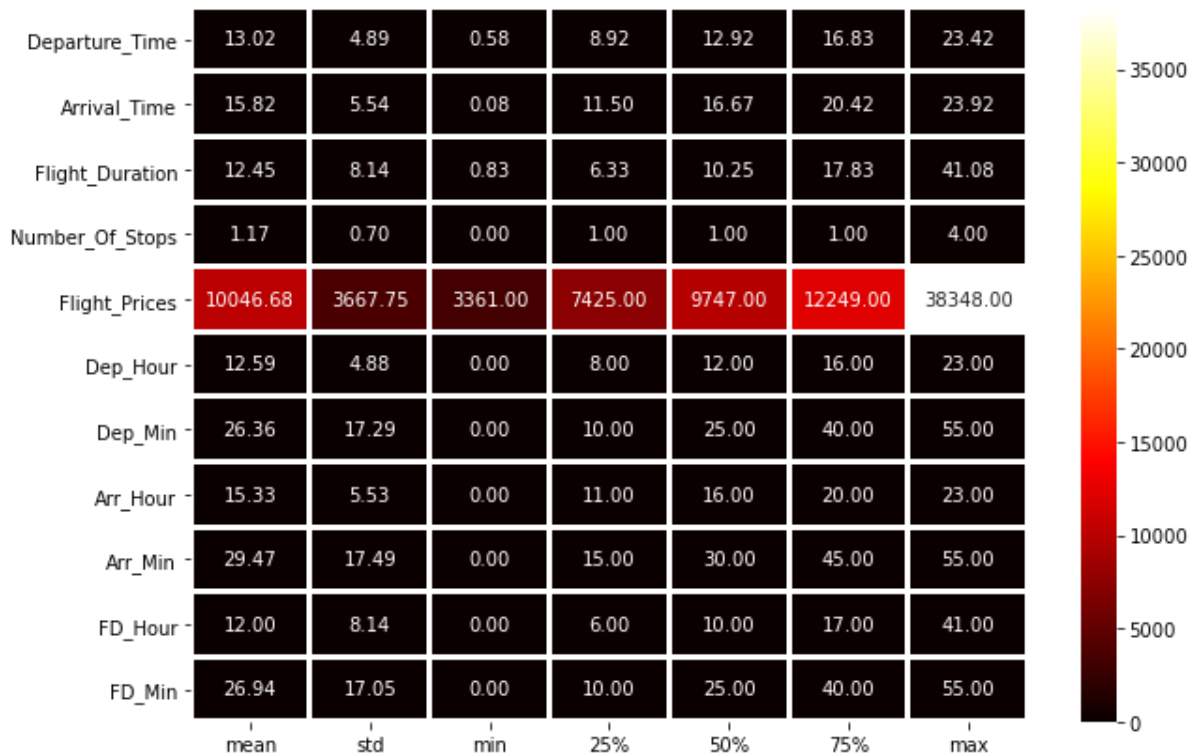 Departure_Time 13.02 4.89 0.58 8.92 12.92 16.83 23.42
Arrival_Time 15.82 5.54 0.08 11.50 16.67 20.42 23.92
Flight_Duration 12.45 8.14 0.83 6.33 10.25 17.83 41.08
Number_Of_Stops 1.17 0.70 0.00 1.00 1.00 1.00 4.00
Flight_Prices 10046.68 3667.75 3361.00 7425.00 9747.00 12249.00 38348.00
Dep_Hour 12.59 4.88 0.00 8.00 12.00 16.00 23.00
Dep_Min 26.36 17.29 0.00 10.00 25.00 40.00 55.00
Arr_Hour 15.33 5.53 0.00 11.00 16.00 20.00 23.00
Arr_Min 29.47 17.49 0.00 15.00 30.00 45.00 55.00
FD_Hour 12.00 8.14 0.00 6.00 10.00 17.00 41.00
FD_Min 26.94 17.05 0.00 10.00 25.00 40.00 55.00
mean std min 25% 50% 75% max
35000
30000
25000
20000
15000
10000
5000
0